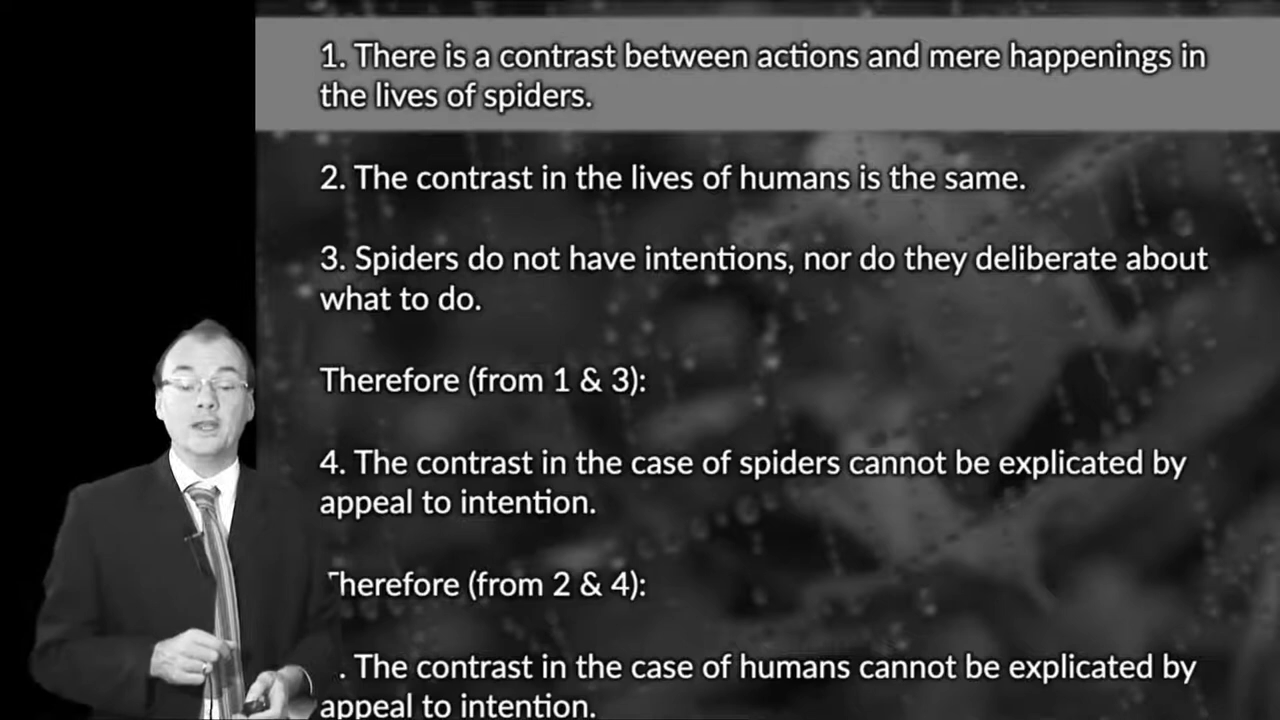 1. There is a contrast between actions and mere happenings in
the lives of spiders.
2. The contrast in the lives of humans is the same.
3. Spiders do not have intentions, nor do they deliberate about
what to do.
Therefore (from 1 & 3):
4. The contrast in the case of spiders cannot be explicated by
appeal to intention.
Therefore (from 2 & 4):
. The contrast in the case of humans cannot be explicated by
appeal to intention.